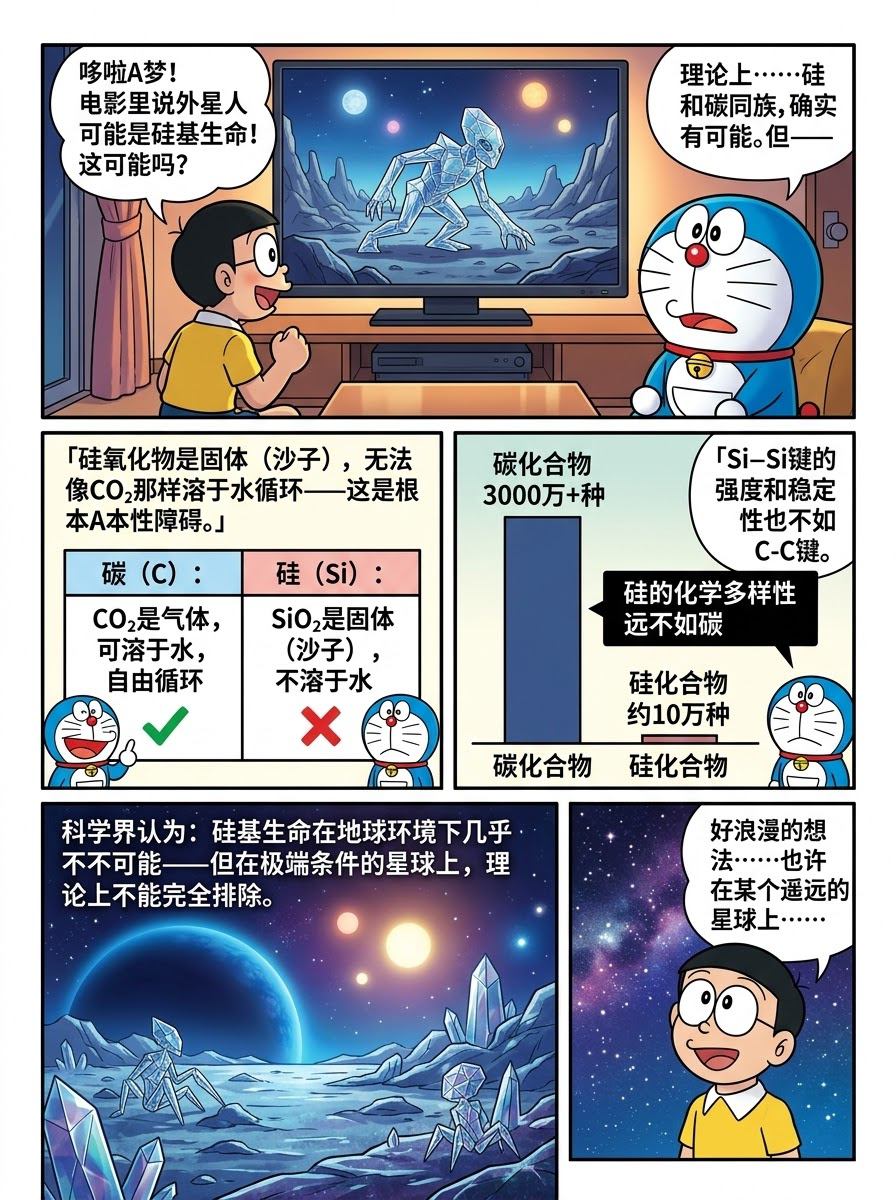 哆啦A梦！
电影里说外星人
可能是硅基生命！
这可能吗？
理论上……硅
和碳同族，确实
有可能。但——
「硅氧化物是固体（沙子），无法
像CO₂那样溶于水循环——这是根
本A本性障碍。」
碳（C）：
硅（Si）：
CO₂是气体，
可溶于水，
自由循环
SiO₂是固体
（沙子），
不溶于水
碳化合物
3000万+种
「Si–Si键的
强度和稳定
性也不如
C-C键。
硅的化学多样性
远不如碳
硅化合物
约10万种
碳化合物
硅化合物
科学界认为：硅基生命在地球环境下几乎
不不可能——但在极端条件的星球上，理
论上不能完全排除。
好浪漫的想
法……也许
在某个遥远的
星球上……